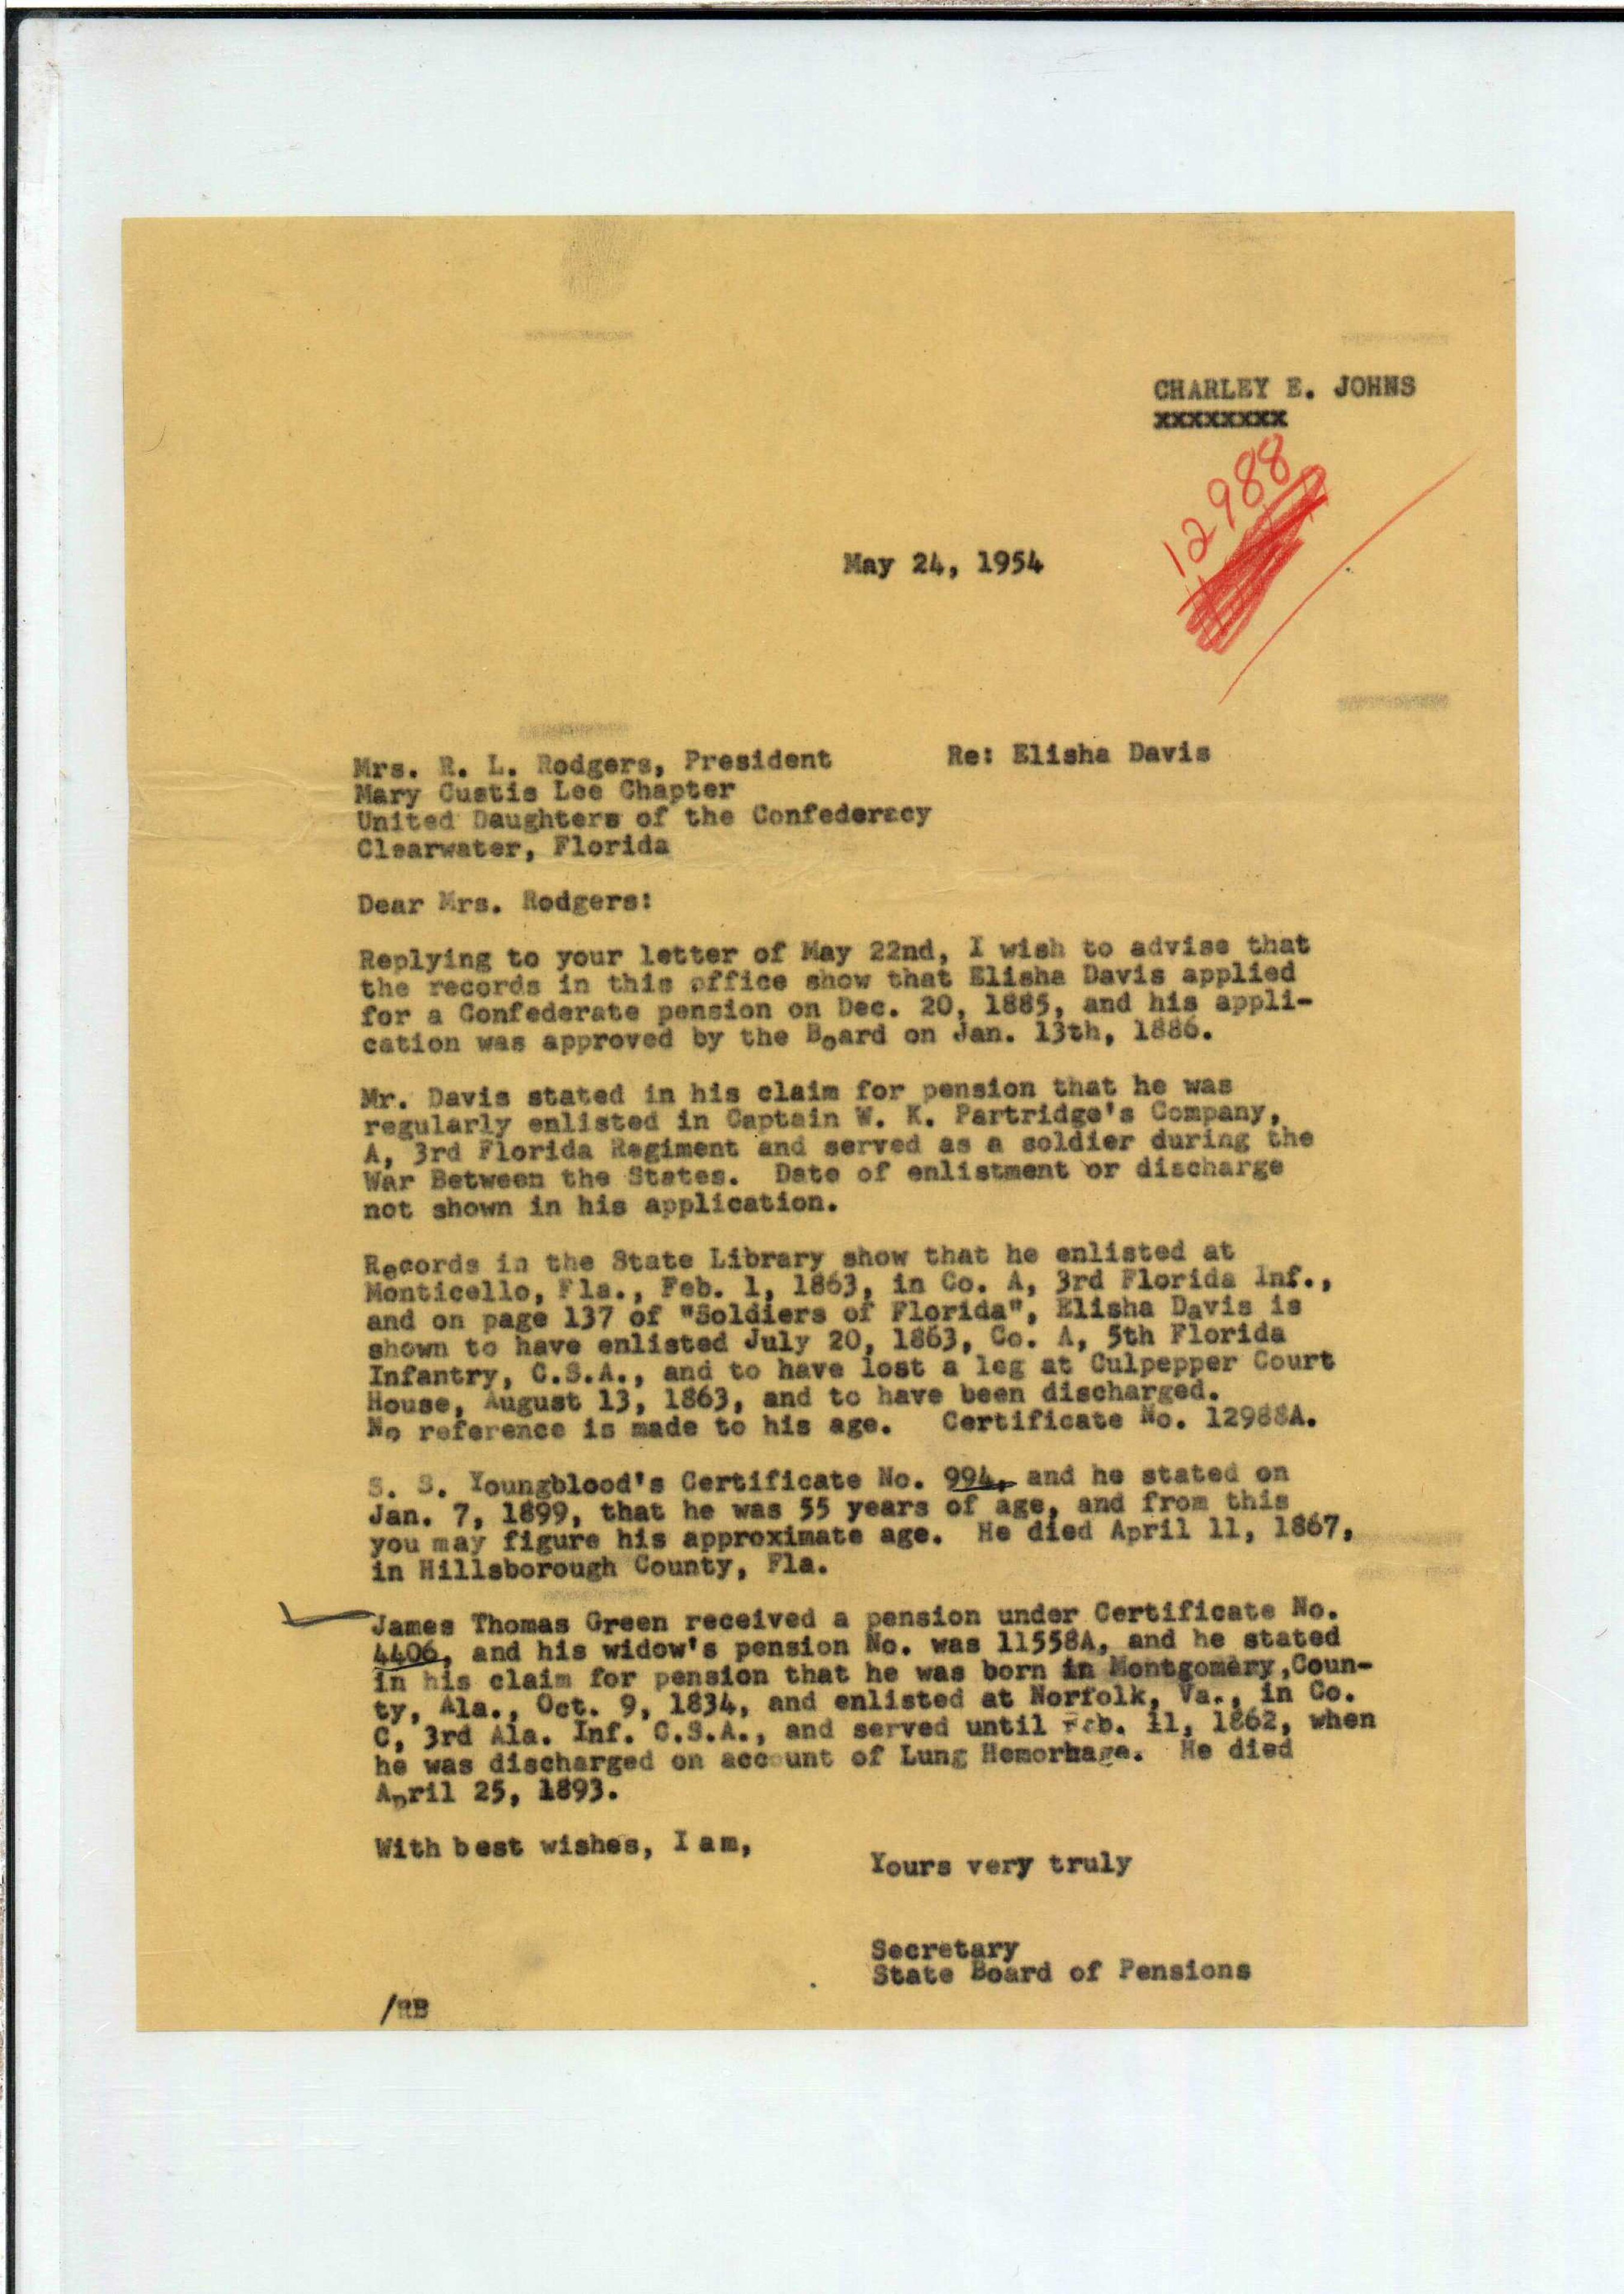 CHARLEY E. JOHNS
xxxxxxxx
12988
May 24, 1954
Mrs. R. L. Rodgers, President Re: Elisha Davis
Mary Custis Lee Chapter
United Daughters of the Confederacy
Clearwater, Florida
Dear Mrs. Rodgers:
Replying to your letter of May 22nd, I wish to advise that
the records in this office show that Elisha Davis applied
for a Confederate pension on Dec. 20, 1885, and his appli-
cation was approved by the Board on Jan. 13th, 1886.
Mr. Davis stated in his claim for pension that he was
regularly enlisted in Captain W. K. Partridge's Company,
A, 3rd Florida Regiment and served as a soldier during the
War Between the States. Date of enlistment or discharge
not shown in his application.
Records in the State Library show that he enlisted at
Monticello, Fla., Feb. 1, 1863, in Co. A, 3rd Florida Inf.,
and on page 137 of "Soldiers of Florida", Elisha Davis is
shown to have enlisted July 20, 1863, Co. A, 5th Florida
Infantry, C.S.A., and to have lost a leg at Culpepper Court
House, August 13, 1863, and to have been discharged.
No reference is made to his age. Certificate No. 12988A.
S. S. Youngblood's Certificate No. 994, and he stated on
Jan. 7, 1899, that he was 55 years of age, and from this
you may figure his approximate age. He died April 11, 1867,
in Hillsborough County, Fla.
James Thomas Green received a pension under Certificate No.
4406, and his widow's pension No. was 11558A, and he stated
in his claim for pension that he was born in Montgomery,Coun-
ty, Ala., Oct. 9, 1834, and enlisted at Norfolk, Va., in Co.
C, 3rd Ala. Inf. C.S.A., and served until Feb. 11, 1862, when
he was discharged on account of Lung Hemorhage. He died
April 25, 1893.
With best wishes, I am,
Yours very truly
Secretary
State Board of Pensions
/RB